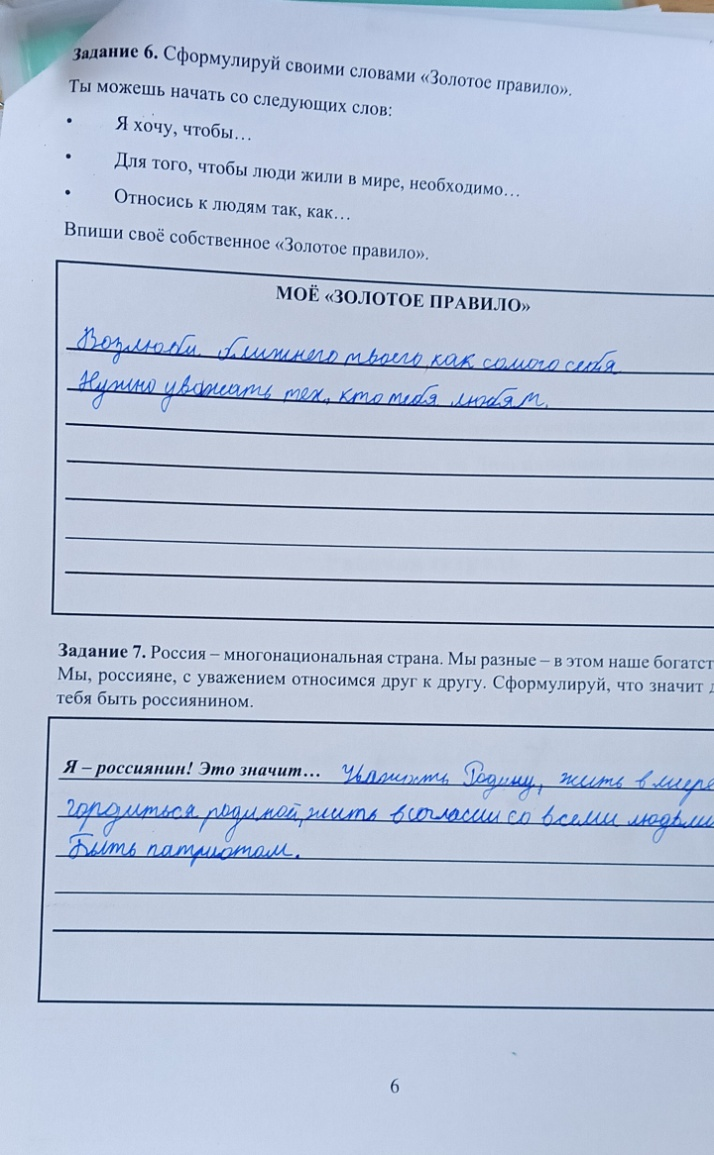 Задание 6. Сформулируй своими словами «Золотое правило».
Ты можешь начать со следующих слов:
• Я хочу, чтобы…
• Для того, чтобы люди жили в мире, необходимо…
• Относись к людям так, как…
Впиши своё собственное «Золотое правило».
МОЁ «ЗОЛОТОЕ ПРАВИЛО»
Возлюби ближнего твоего, как самого себя
Нужно уважать тех, кто тебя любят.
Задание 7. Россия – многонациональная страна. Мы разные – в этом наше богатст
Мы, россияне, с уважением относимся друг к другу. Сформулируй, что значит д
тебя быть россиянином.
Я – россиянин! Это значит… Уважать Родину, жить в мире
гордиться родиной, жить в согласии со всеми людьми
Быть патриотом.
6